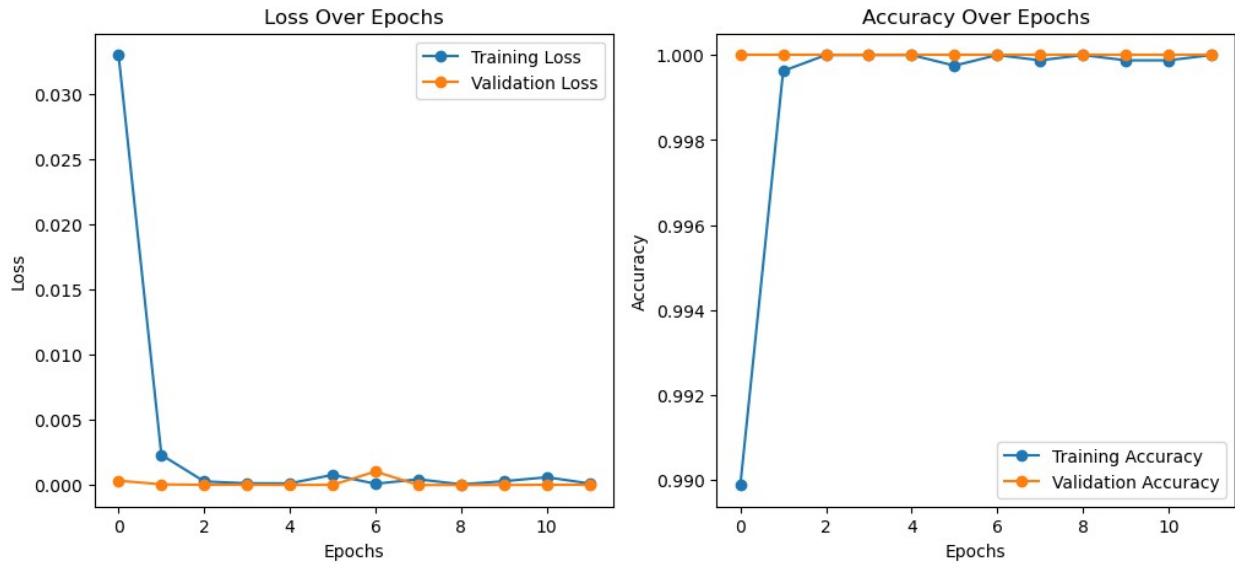 Loss Over Epochs
Training Loss
Validation Loss
0.030
0.025
0.020
0.015
0.010
0.005
0.000
Loss
0 2 4 6 8 10
Epochs
Accuracy Over Epochs
1.000
0.998
0.996
0.994
0.992
0.990
Accuracy
Training Accuracy
Validation Accuracy
0 2 4 6 8 10
Epochs